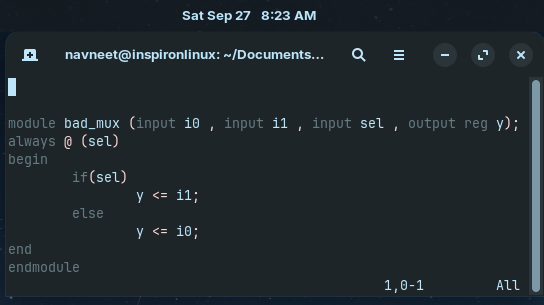 Sat Sep 27 8:23 AM
navneet@inspironlinux: ~/Documents...
module bad_mux (input i0 , input i1 , input sel , output reg y);
always @ (sel)
begin
if(sel)
y <= i1;
else
y <= i0;
end
endmodule
1,0-1 All